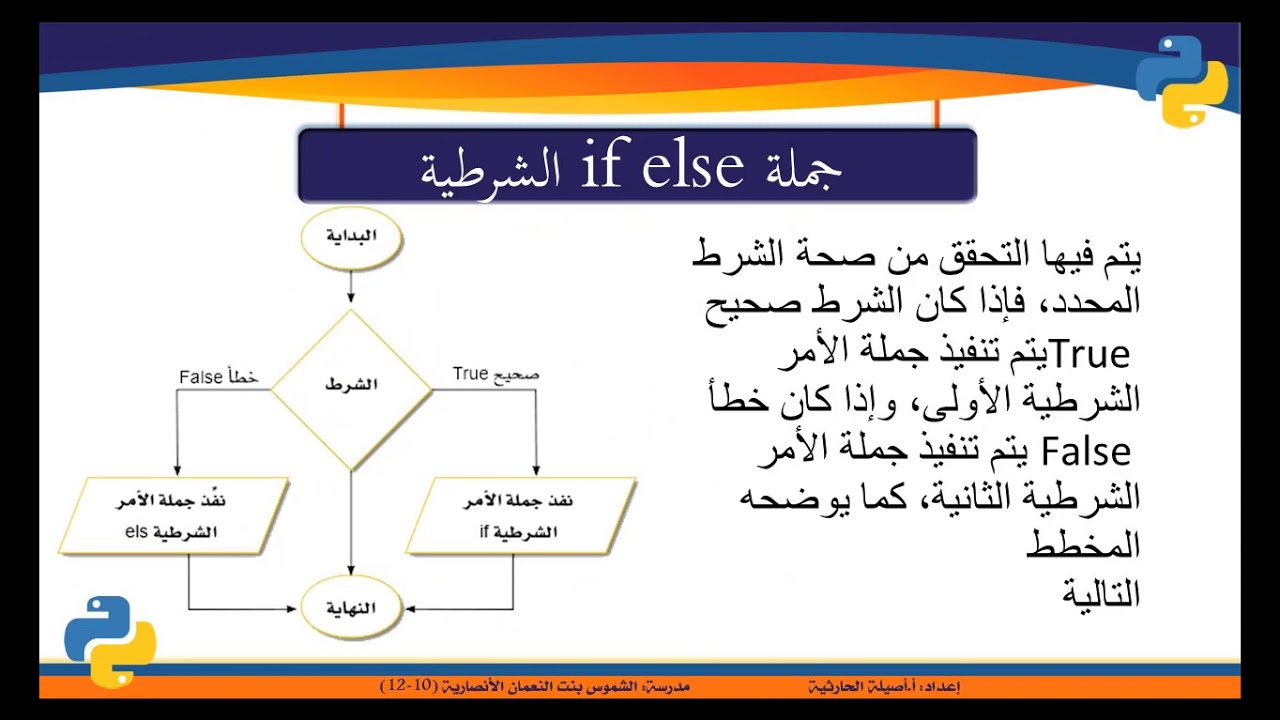 جملة if else الشرطية
يتم فيها التحقق من صحة الشرط
المحدد، فإذا كان الشرط صحيح
Trueيتم تنفيذ جملة الأمر
الشرطية الأولى، وإذا كان خطأ
False يتم تنفيذ جملة الأمر
الشرطية الثانية، كما يوضحه
المخطط
التالية
البداية
الشرط
صحيح True
خطأ False
نفذ جملة الأمر
الشرطية if
نفّذ جملة الأمر
الشرطية els
النهاية
إعداد: أ.أصيلة الحارثية
مدرسة: الشموس بنت النعمان الأنصارية (10-12)